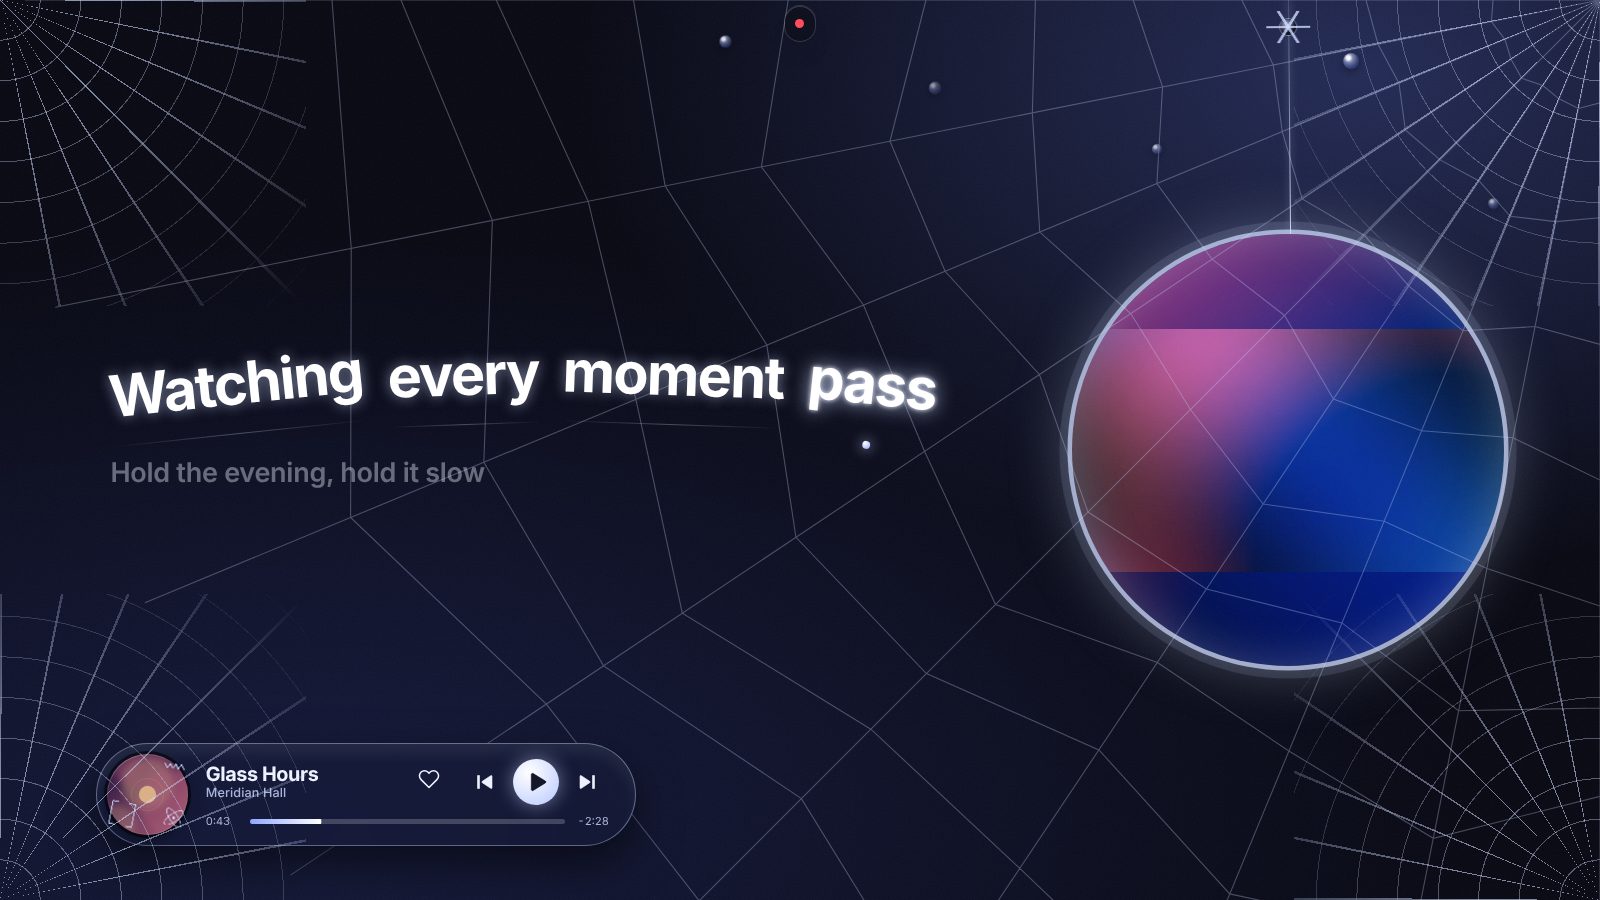 Watching every moment pass
Hold the evening, hold it slow
Glass Hours
Meridian Hall
0:43
-2:28